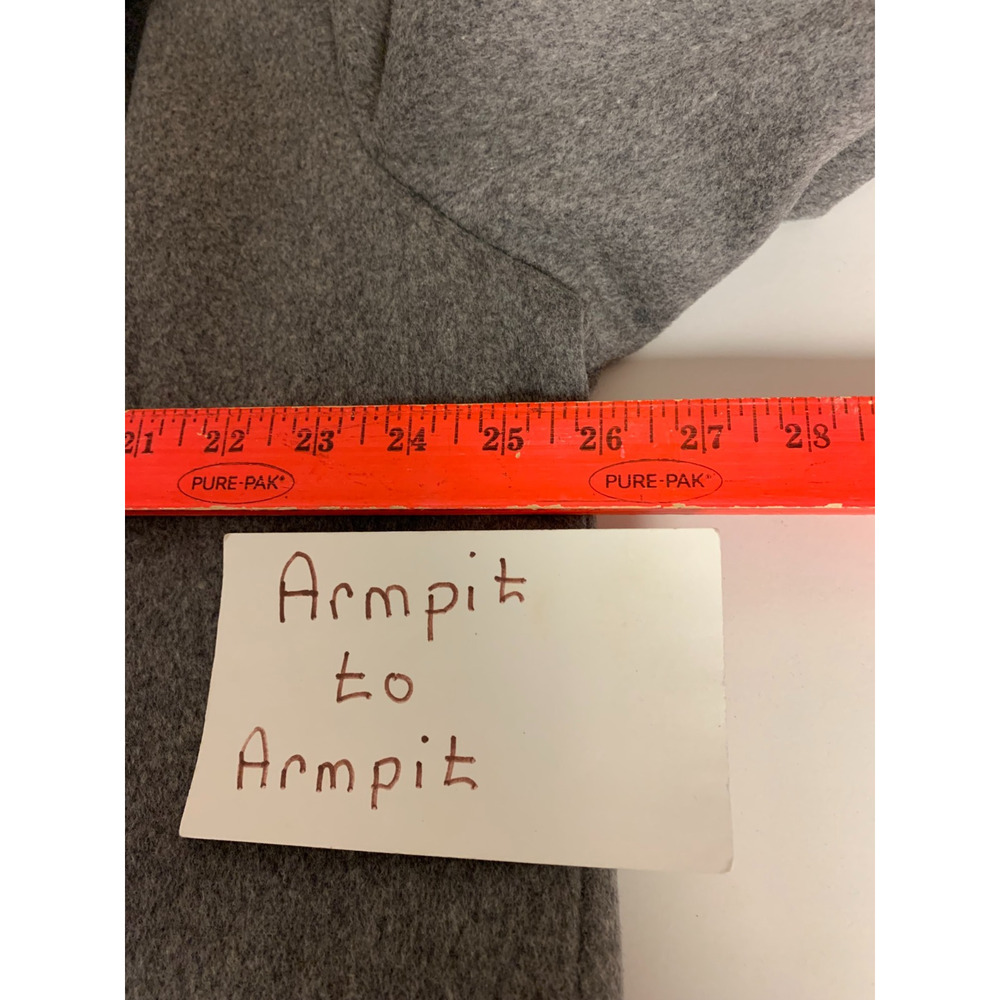 21 22 23 24 25 26 27 28
PURE-PAK® PURE-PAK
Armpit
to
Armpit